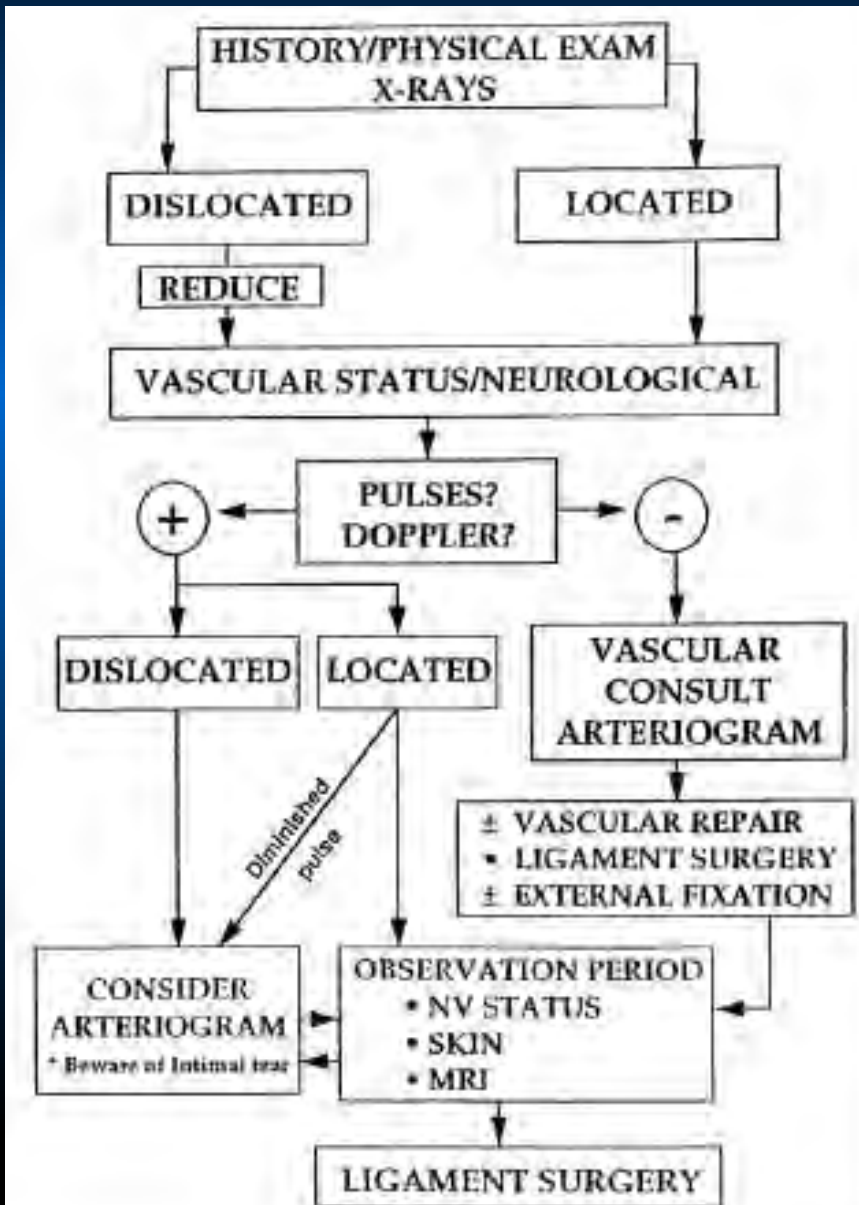 HISTORY/PHYSICAL EXAM
X-RAYS
DISLOCATED
LOCATED
REDUCE
VASCULAR STATUS/NEUROLOGICAL
PULSES?
DOPPLER?
+
-
DISLOCATED
LOCATED
VASCULAR
CONSULT
ARTERIOGRAM
Diminished
pulse
± VASCULAR REPAIR
• LIGAMENT SURGERY
± EXTERNAL FIXATION
CONSIDER
ARTERIOGRAM
* Beware of Intimal tear
OBSERVATION PERIOD
• NV STATUS
• SKIN
• MRI
LIGAMENT SURGERY